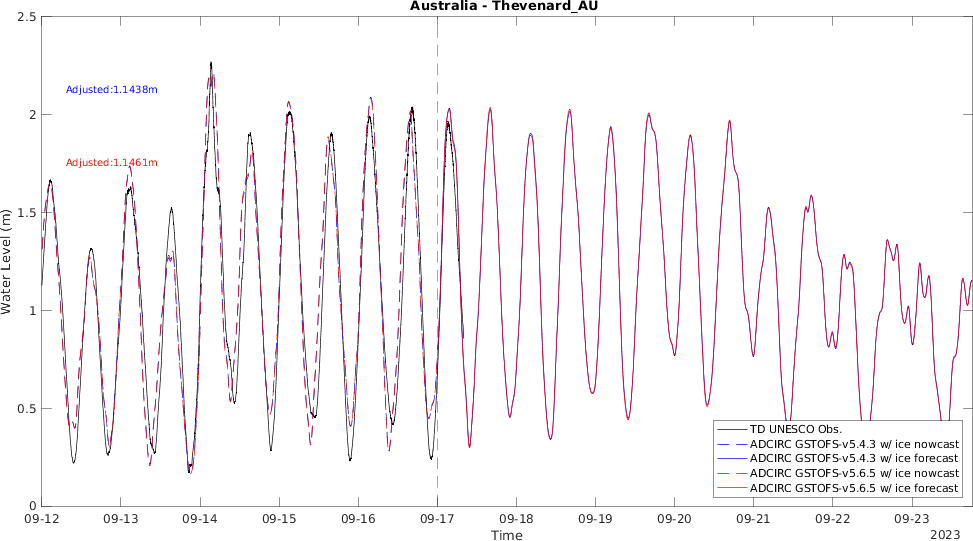 Australia - Thevenard_AU
2.5
2
1.5
1
0.5
0
Water Level (m)
Adjusted:1.1438m
Adjusted:1.1461m
TD UNESCO Obs.
ADCIRC GSTOFS-v5.4.3 w/ ice nowcast
ADCIRC GSTOFS-v5.4.3 w/ ice forecast
ADCIRC GSTOFS-v5.6.5 w/ ice nowcast
ADCIRC GSTOFS-v5.6.5 w/ ice forecast
09-12 09-13 09-14 09-15 09-16 09-17 09-18 09-19 09-20 09-21 09-22 09-23
Time
2023